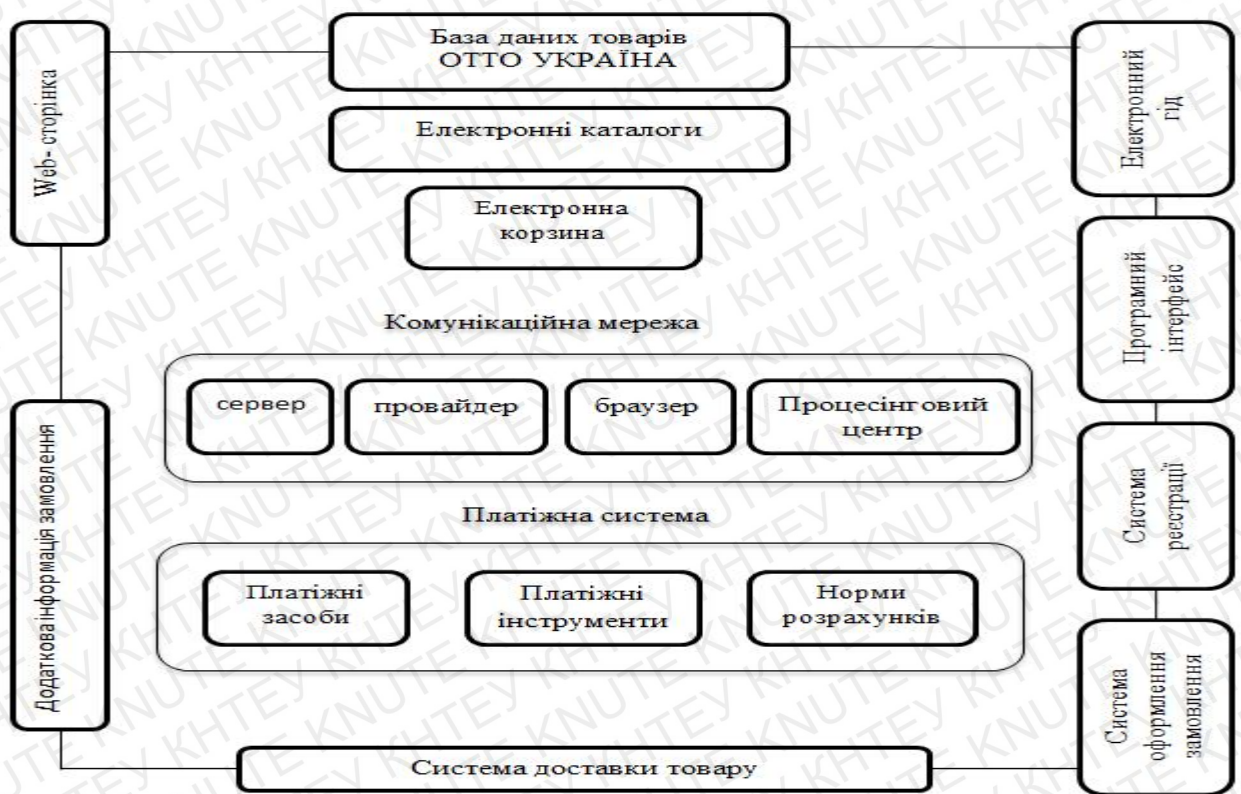 База даних товарів
ОТТО УКРАЇНА
Електронні каталоги
Електронна
корзина
Web- сторінка
Додаткова інформація замовлення
Комунікаційна мережа
сервер
провайдер
браузер
Процесінговий
центр
Платіжна система
Платіжні
засоби
Платіжні
інструменти
Норми
розрахунків
Електронний
гід
Програмний
інтерфейс
Система
реєстрації
Система
оформлення
замовлення
Система доставки товару
КНТЕУ KNUTE